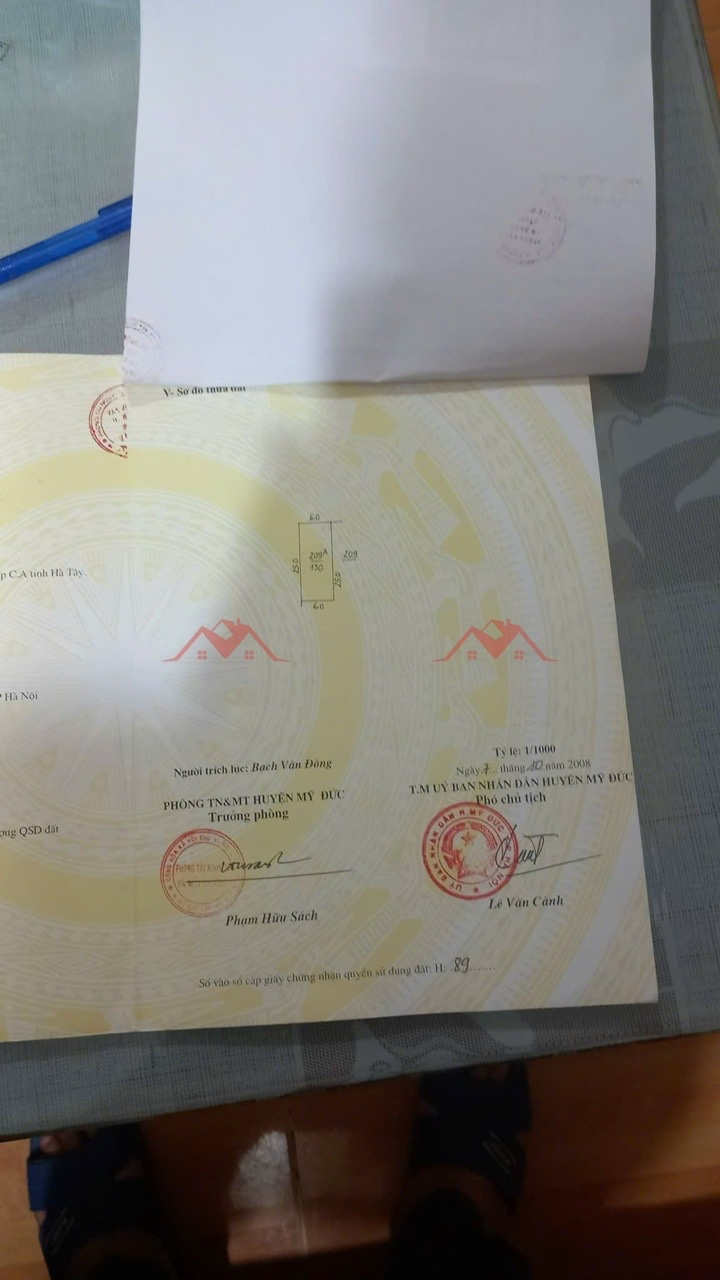 V- Sơ đồ thửa đất
6.0
25.0
209A
150
209
25.0
6.0
p C.A tỉnh Hà Tây.
Hà Nôi
ợng QSD đất
Tỷ lệ: 1/1000
Ngày 7.. tháng 10 năm 2008
T.M UỶ BAN NHÂN DÂN HUYỆN MỸ ĐỨC
Phó chủ tịch
Lê Văn Cảnh
Người trích lục: Bạch Văn Đông
PHÒNG TN&MT HUYỆN MỸ ĐỨC
Trưởng phòng
Phạm Hữu Sách
Số vào sổ cấp giấy chứng nhận quyền sử dụng đất: H: 89.......